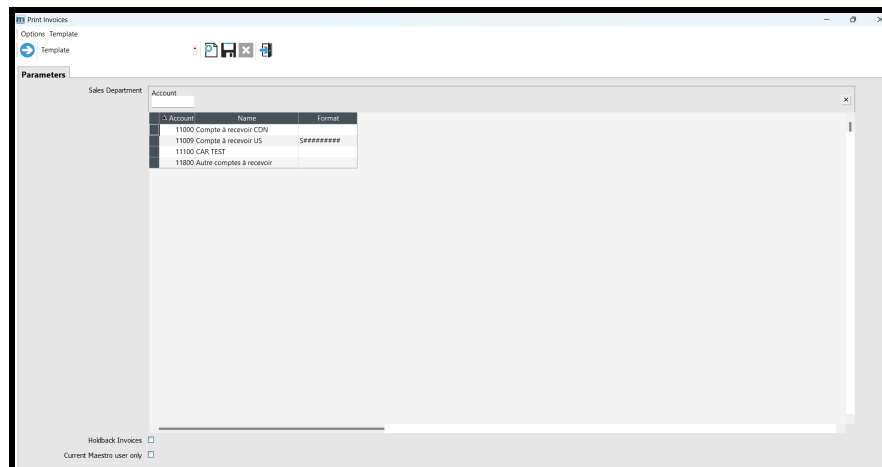 Print Invoices
Options Template
Template
Parameters
Sales Department
Account
Account Name Format
11000 Compte à recevoir CDN
11009 Compte à recevoir US S#########
11100 CAR TEST
11800 Autre comptes à recevoir
Holdback Invoices
Current Maestro user only